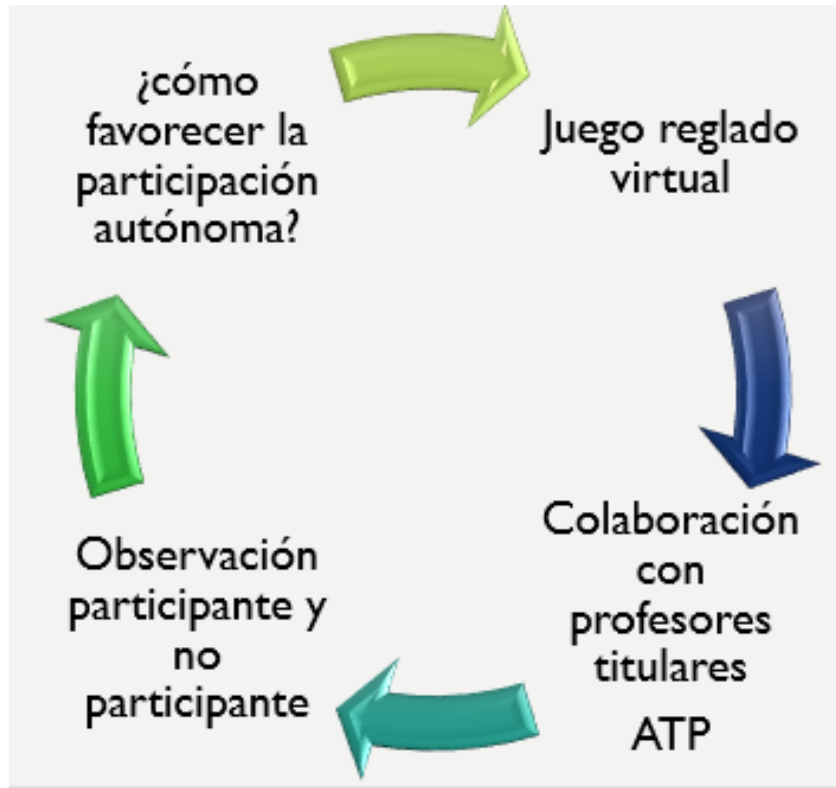 ¿cómo
favorecer la
participación
autónoma?
Juego reglado
virtual
Colaboración
con
profesores
titulares
ATP
Observación
participante y
no
participante